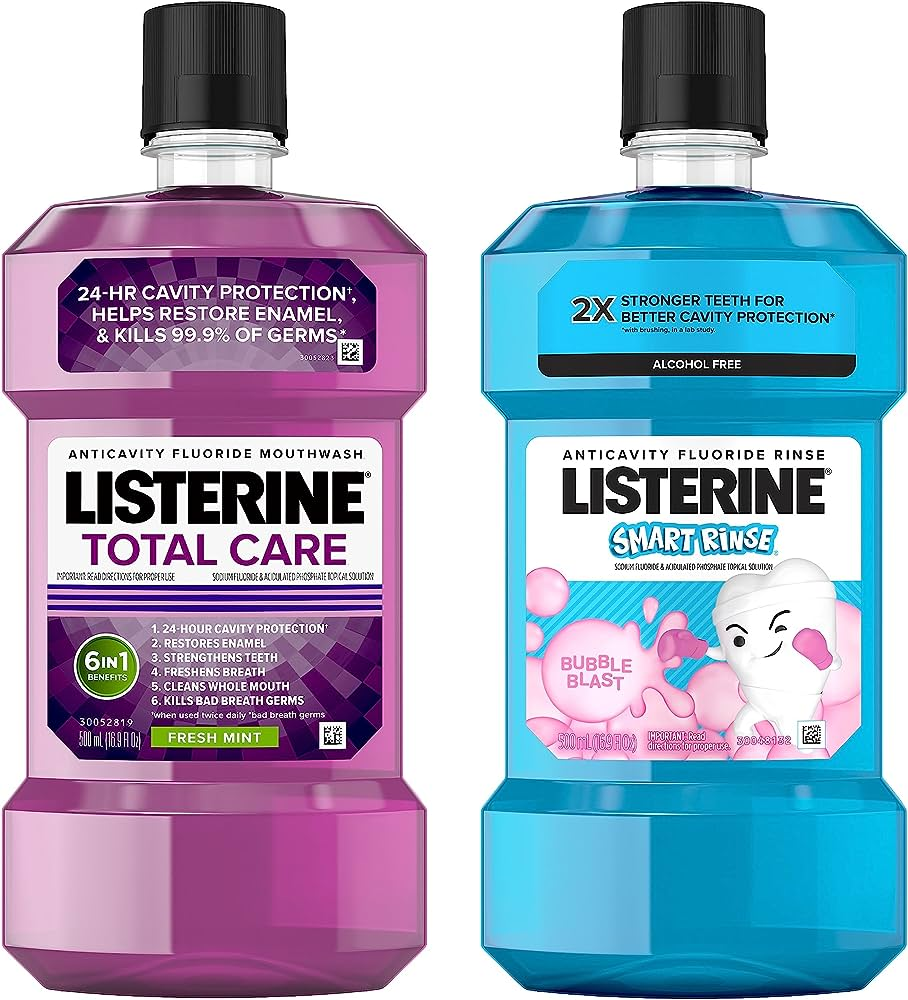 24-HR CAVITY PROTECTION†,
HELPS RESTORE ENAMEL,
& KILLS 99.9% OF GERMS*
30052823
ANTICAVITY FLUORIDE MOUTHWASH
LISTERINE®
TOTAL CARE
IMPORTANT: READ DIRECTIONS FOR PROPER USE
SODIUM FLUORIDE & ACIDULATED PHOSPHATE TOPICAL SOLUTION
6 IN 1
BENEFITS
1. 24-HOUR CAVITY PROTECTION†
2. RESTORES ENAMEL
3. STRENGTHENS TEETH
4. FRESHENS BREATH
5. CLEANS WHOLE MOUTH
6. KILLS BAD BREATH GERMS
†when used twice daily *bad breath germs
30052819
500 mL (16.9 Fl Oz)
FRESH MINT
2X STRONGER TEETH FOR
BETTER CAVITY PROTECTION*
*with brushing, in a lab study.
ALCOHOL FREE
ANTICAVITY FLUORIDE RINSE
LISTERINE®
SMART RiNSE®
SODIUM FLUORIDE & ACIDULATED PHOSPHATE TOPICAL SOLUTION
BUBBLE
BLAST
500 mL (16.9 Fl Oz)
IMPORTANT: Read
directions for proper use.
30048132